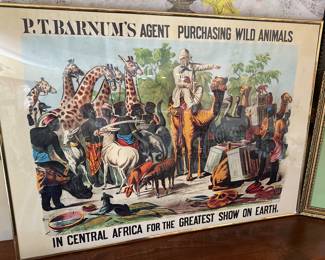 P.T. BARNUM'S AGENT PURCHASING WILD ANIMALS
IN CENTRAL AFRICA FOR THE GREATEST SHOW ON EARTH.